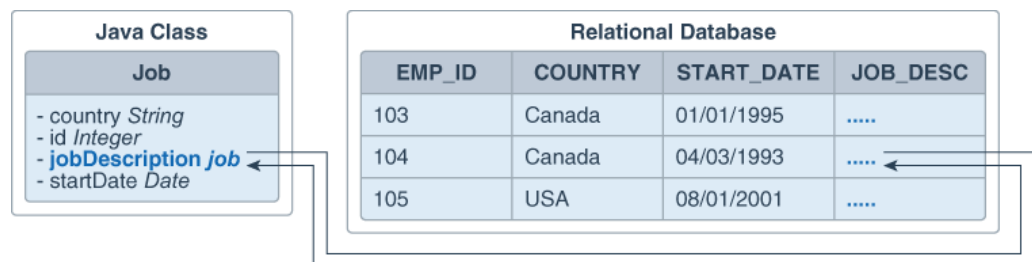 Java Class
Job
- country String
- id Integer
- jobDescription job
- startDate Date
Relational Database
EMP_ID COUNTRY START_DATE JOB_DESC
103 Canada 01/01/1995 .....
104 Canada 04/03/1993 .....
105 USA 08/01/2001 .....